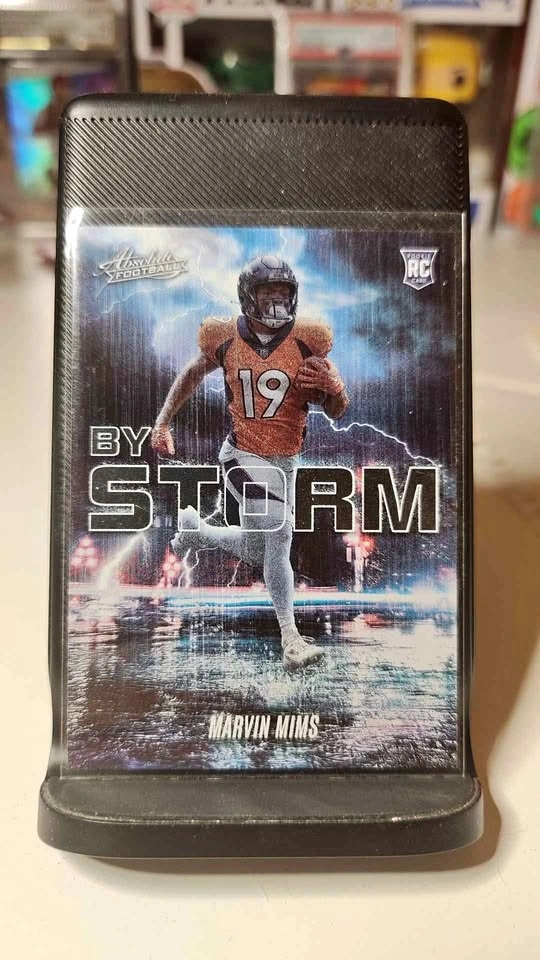 Absolute
FOOTBALL
ROOKIE
RC
CARD
19
BY
STORM
MARVIN MIMS